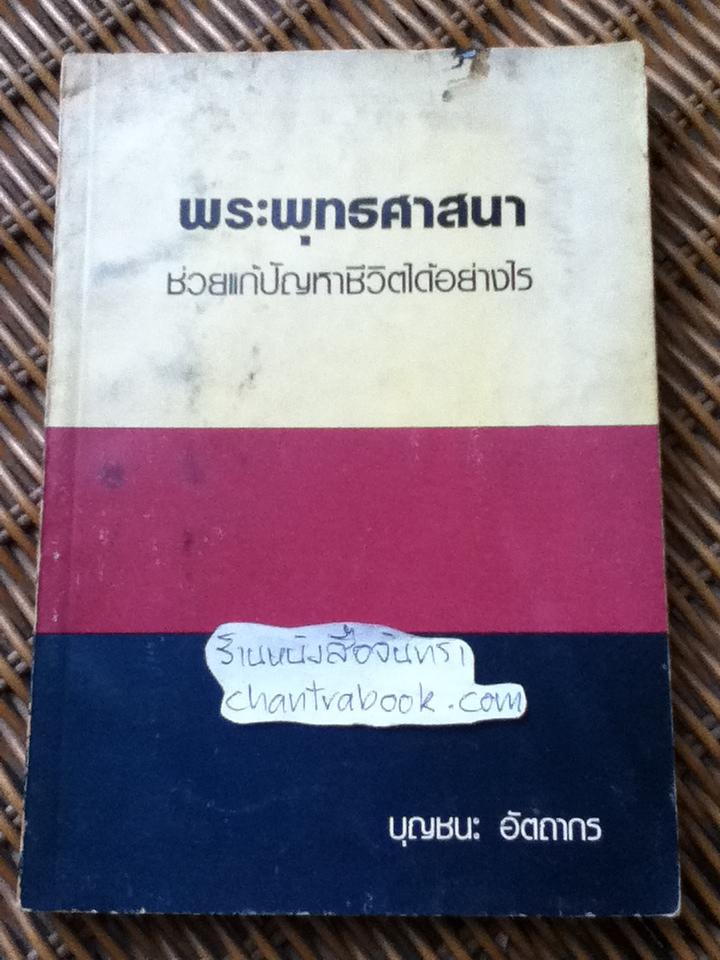 พระพุทธศาสนา
ช่วยแก้ปัญหาชีวิตได้อย่างไร
ร้านหนังสือจันทรา
chantrabook.com
บุญชนะ อัตถากร